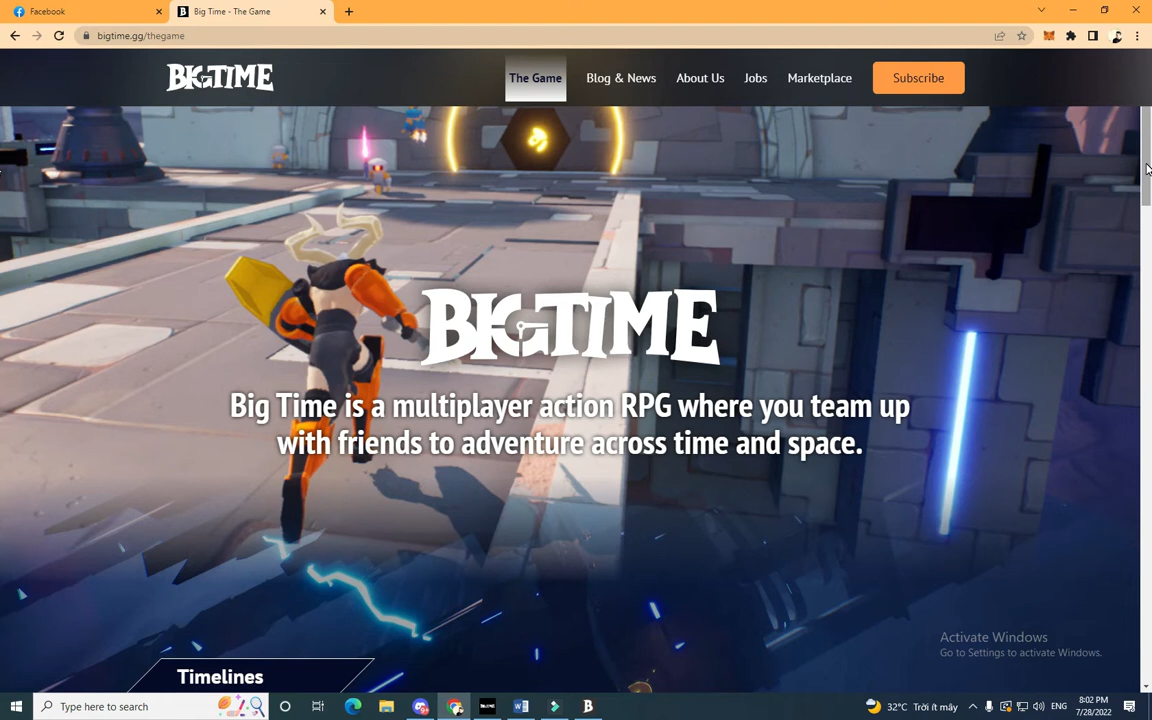 Facebook
Big Time - The Game
bigtime.gg/thegame
BIGTIME
The Game
Blog & News
About Us
Jobs
Marketplace
Subscribe
BIGTIME
Big Time is a multiplayer action RPG where you team up
with friends to adventure across time and space.
Timelines
Activate Windows
Go to Settings to activate Windows.
Type here to search
32°C Trời ít mây
ENG
8:02 PM
7/28/2022